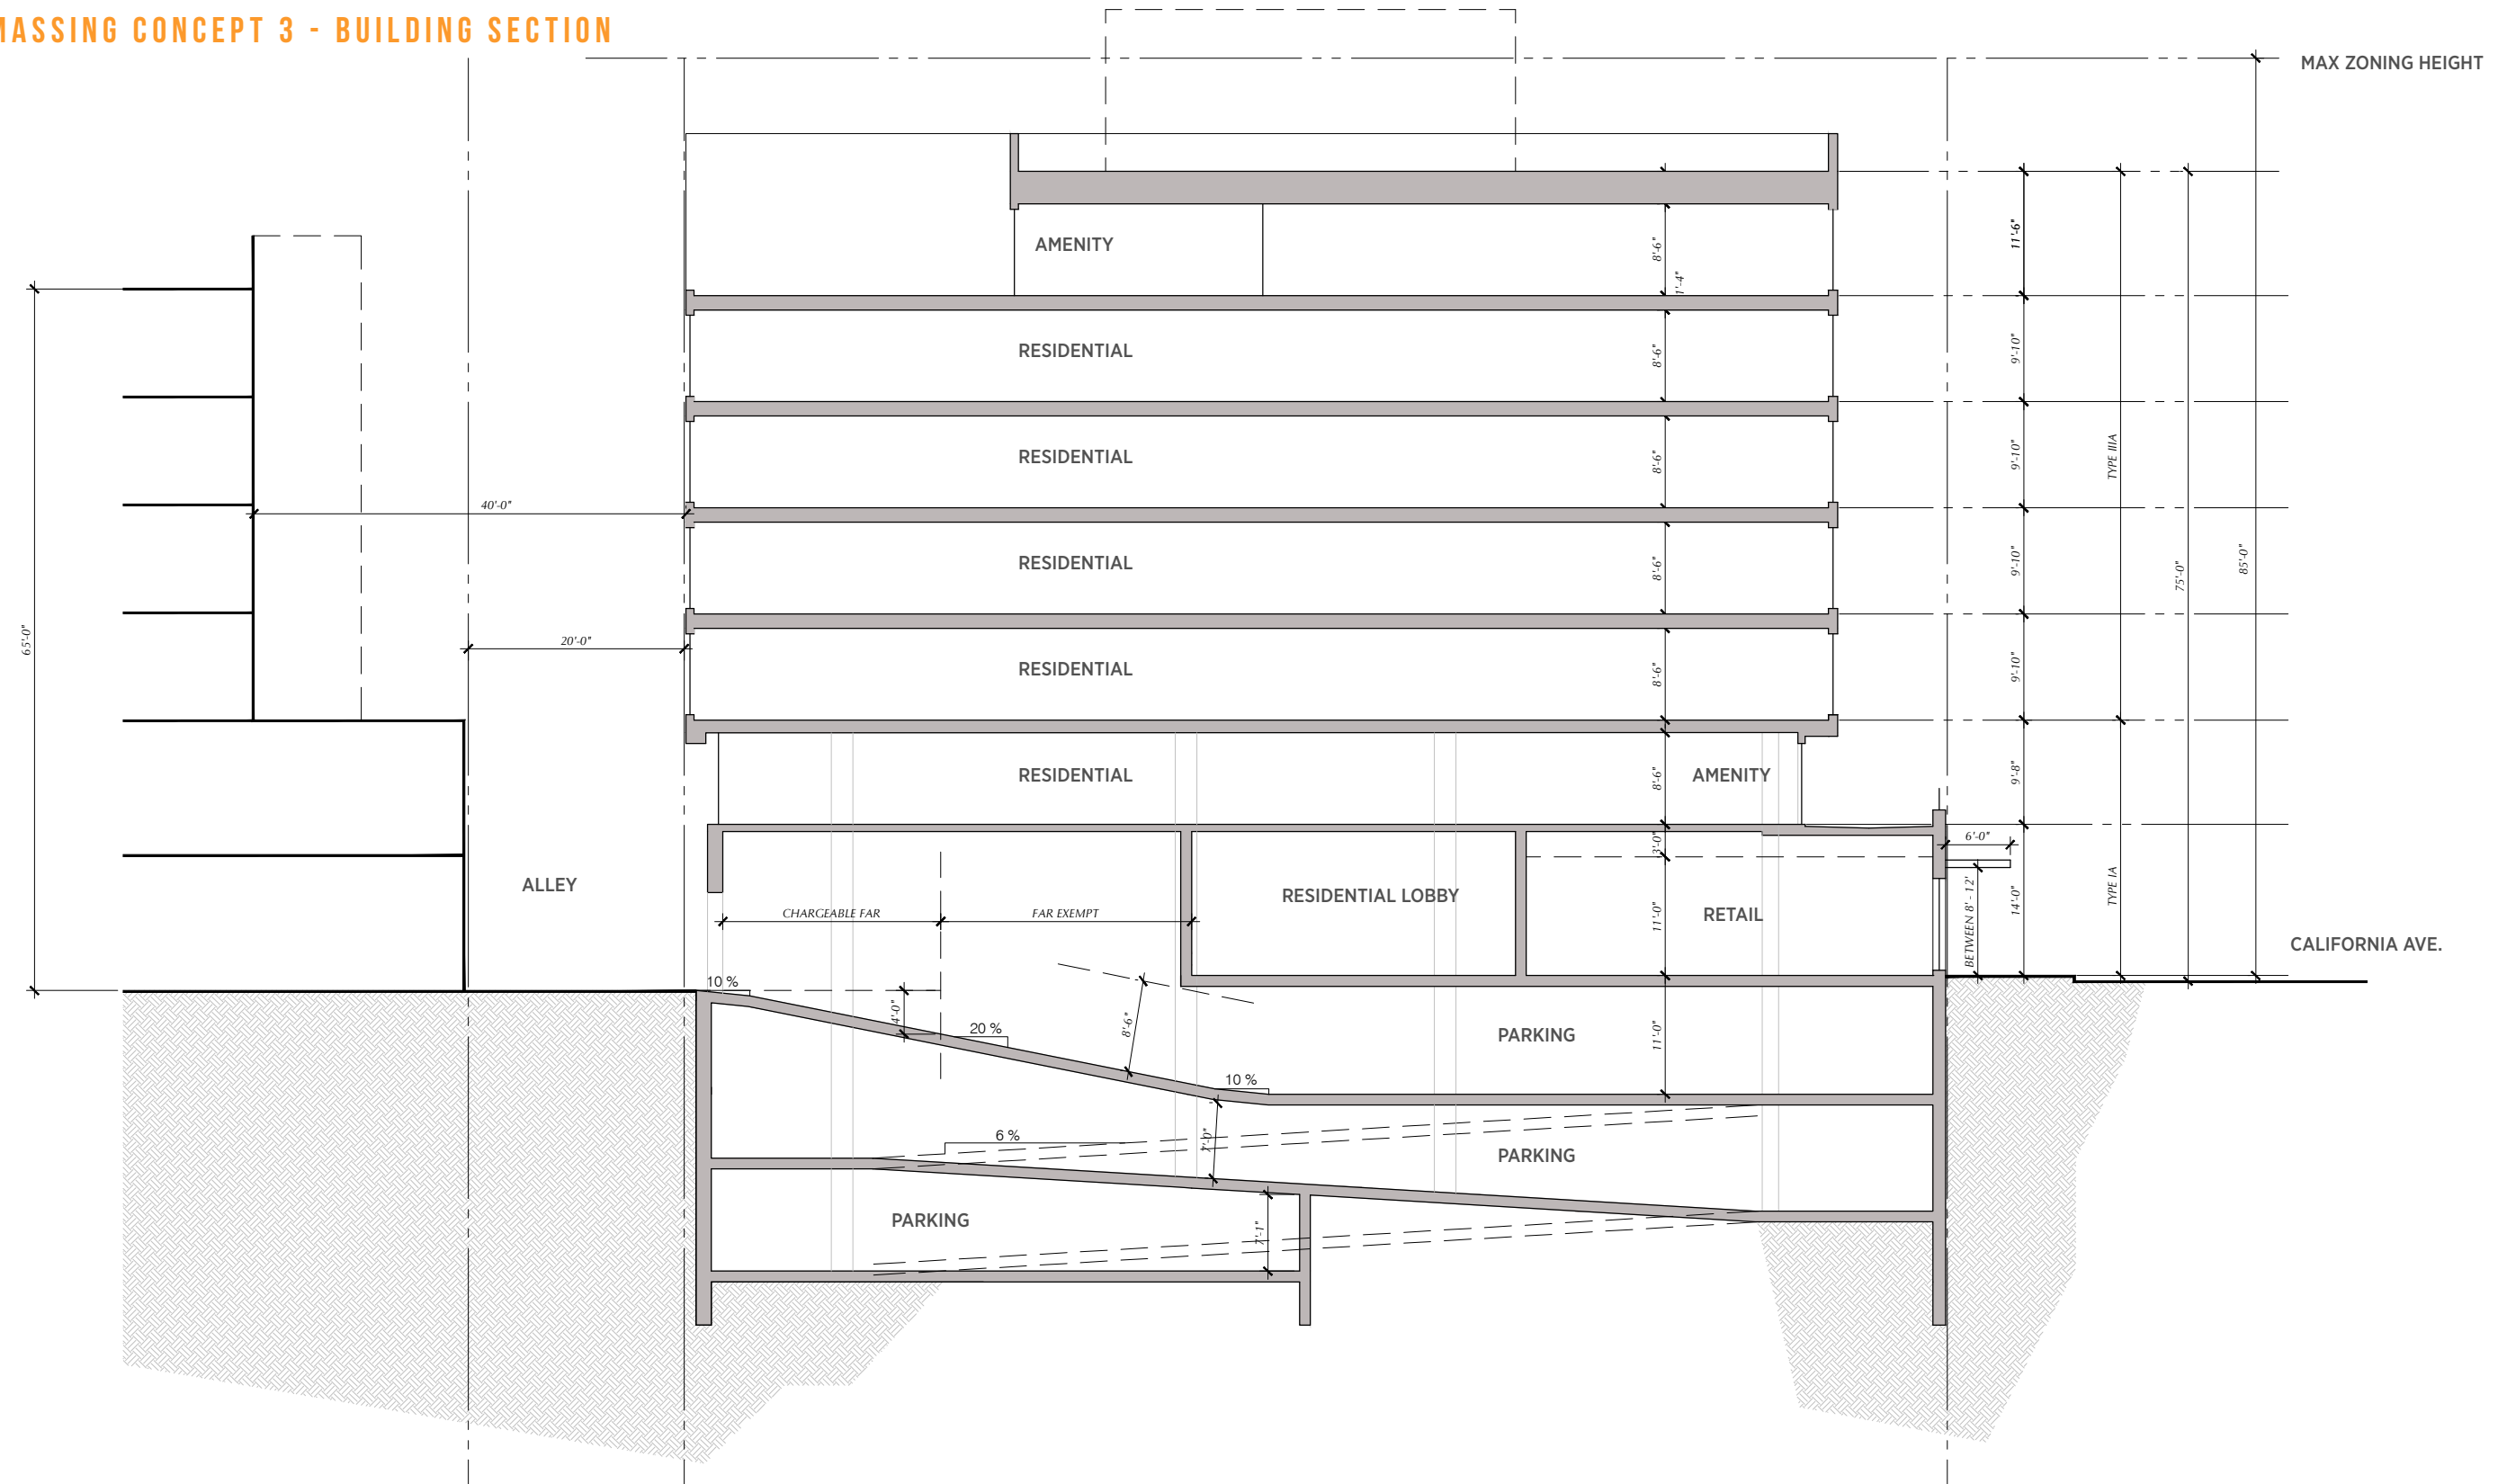 MASSING CONCEPT 3 - BUILDING SECTION
MAX ZONING HEIGHT
AMENITY
8'-6"
1'-4"
11'-6"
RESIDENTIAL
8'-6"
9'-10"
RESIDENTIAL
8'-6"
9'-10"
TYPE IIIA
40'-0"
RESIDENTIAL
8'-6"
9'-10"
75'-0"
85'-0"
65'-0"
20'-0"
RESIDENTIAL
8'-6"
9'-10"
RESIDENTIAL
8'-6"
AMENITY
9'-8"
3'-0"
6'-0"
ALLEY
RESIDENTIAL LOBBY
BETWEEN 8' - 12'
14'-0"
TYPE IA
CHARGEABLE FAR
FAR EXEMPT
11'-0"
RETAIL
CALIFORNIA AVE.
10 %
4'-0"
20 %
8'-6"
PARKING
11'-0"
10 %
6 %
7'-0"
PARKING
PARKING
7'-1"